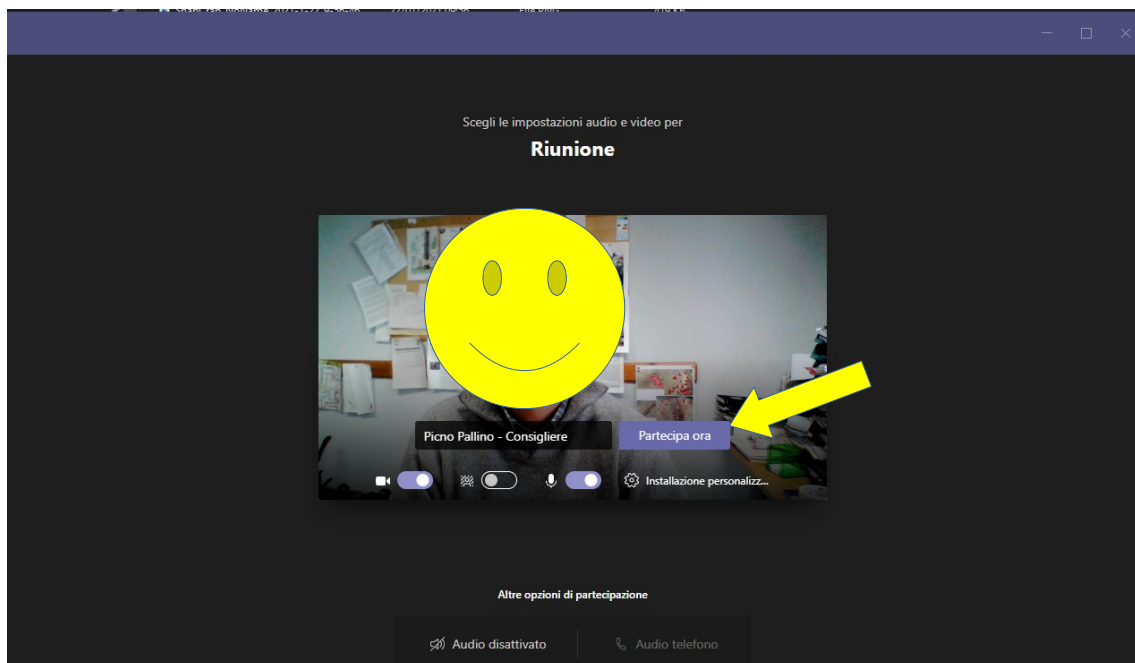 Scegli le impostazioni audio e video per
Riunione
Picno Pallino - Consigliere
Partecipa ora
Installazione personalizz...
Altre opzioni di partecipazione
Audio disattivato
Audio telefono